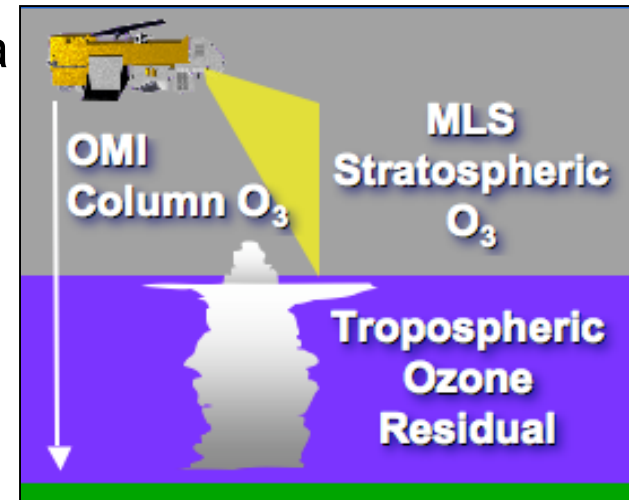 a
OMI
Column O₃
MLS
Stratospheric
O₃
Tropospheric
Ozone
Residual